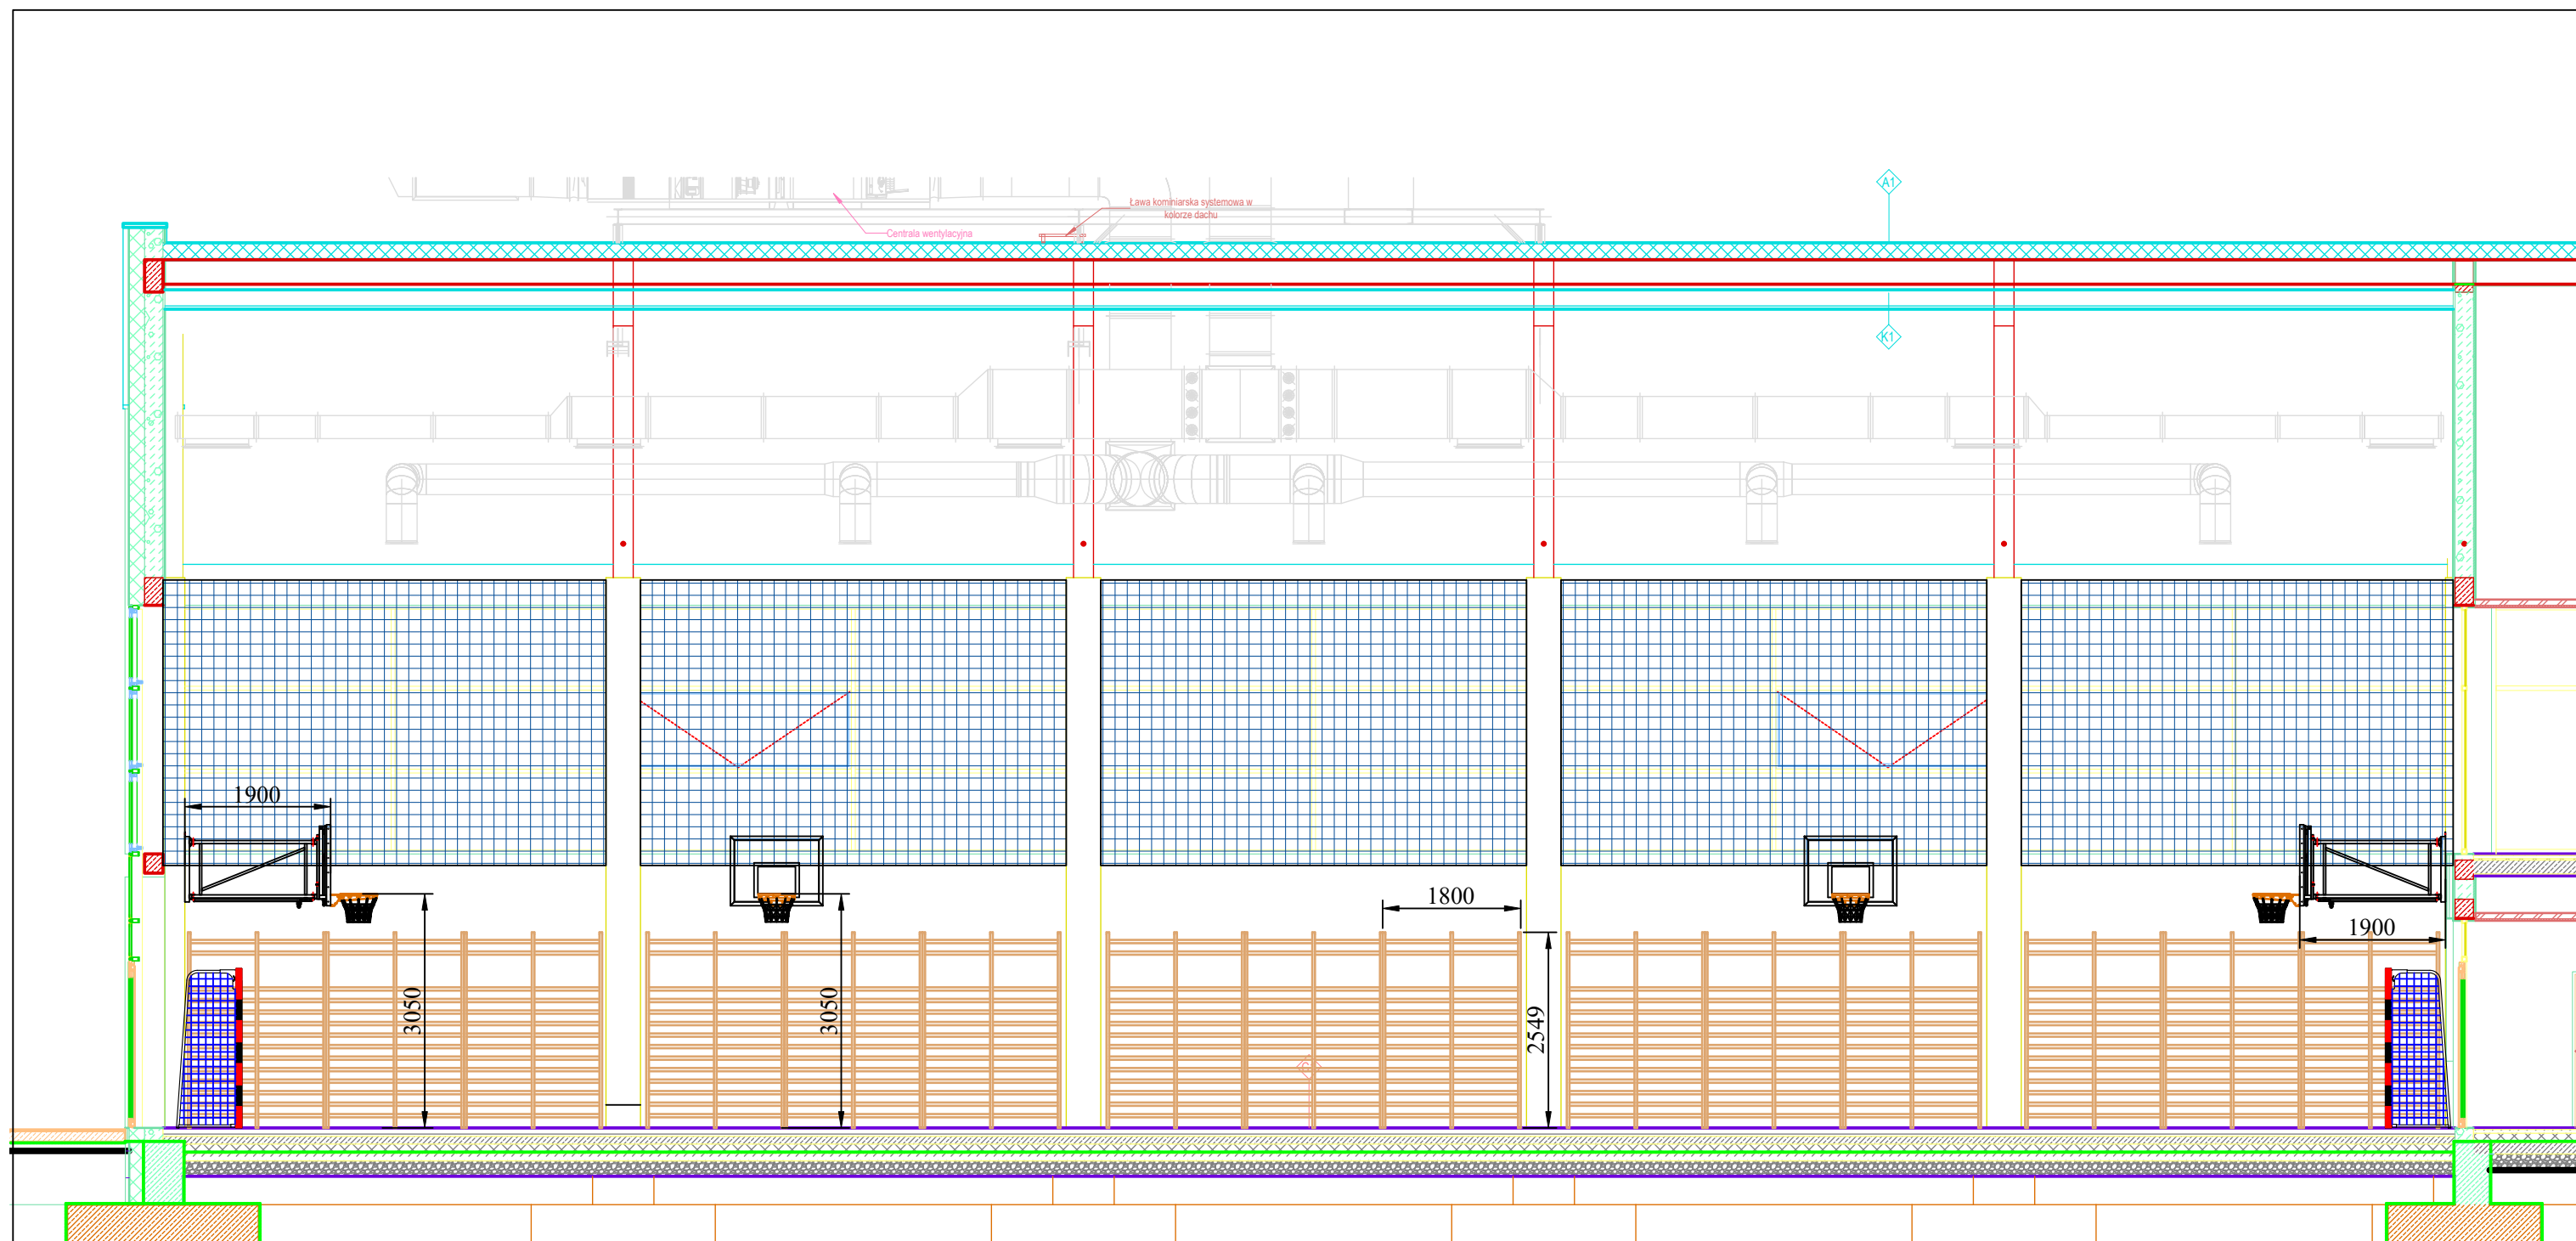 A1
Ława kominiarska systemowa w
kolorze dachu
Centrala wentylacyjna
K1
1900
1800
1900
3050
3050
2549